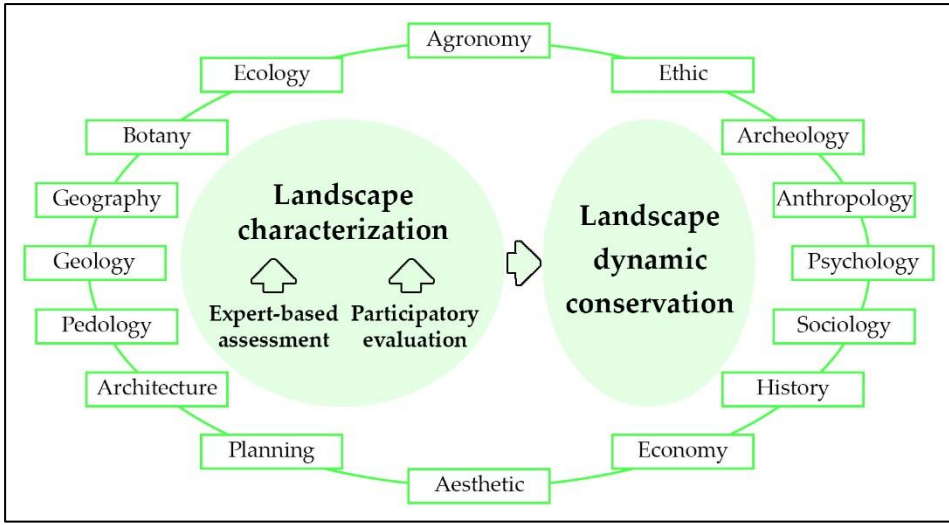 Agronomy
Ecology
Ethic
Botany
Archeology
Geography
Anthropology
Geology
Psychology
Pedology
Sociology
Architecture
History
Planning
Economy
Aesthetic
Landscape
characterization
Expert-based
assessment
Participatory
evaluation
Landscape
dynamic
conservation